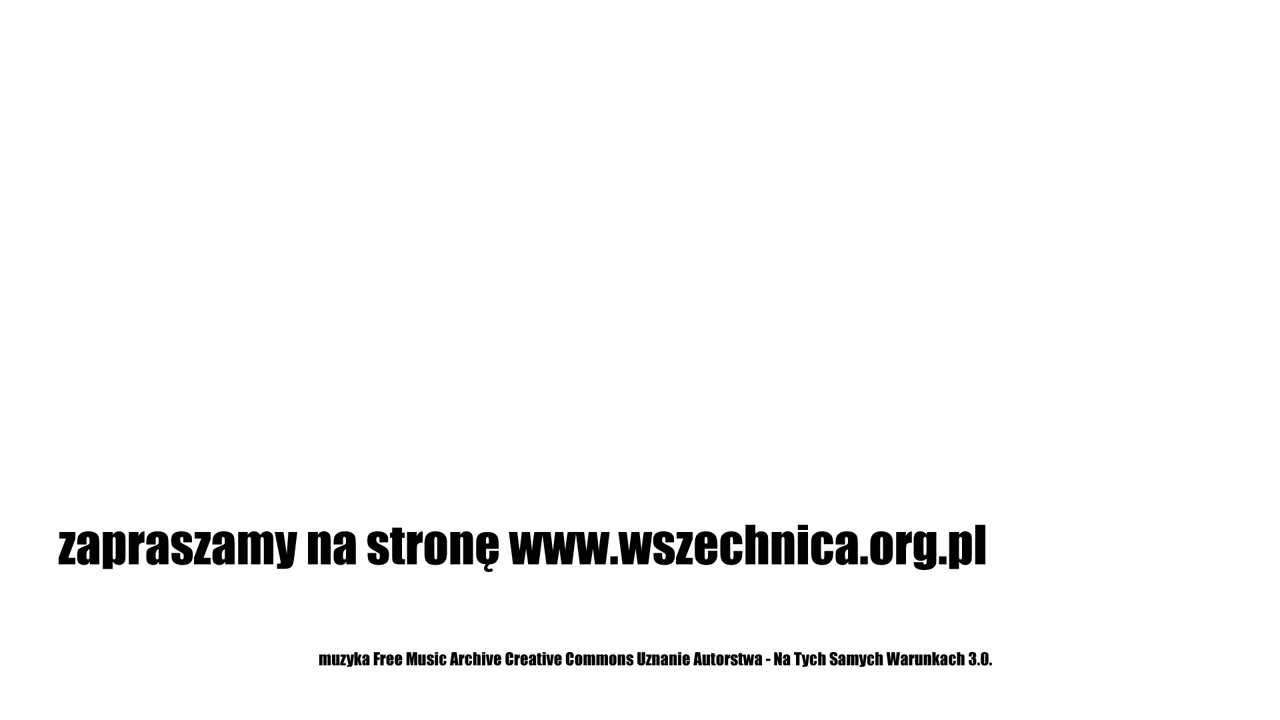 zapraszamy na stronę www.wszechnica.org.pl
muzyka Free Music Archive Creative Commons Uznanie Autorstwa - Na Tych Samych Warunkach 3.0.